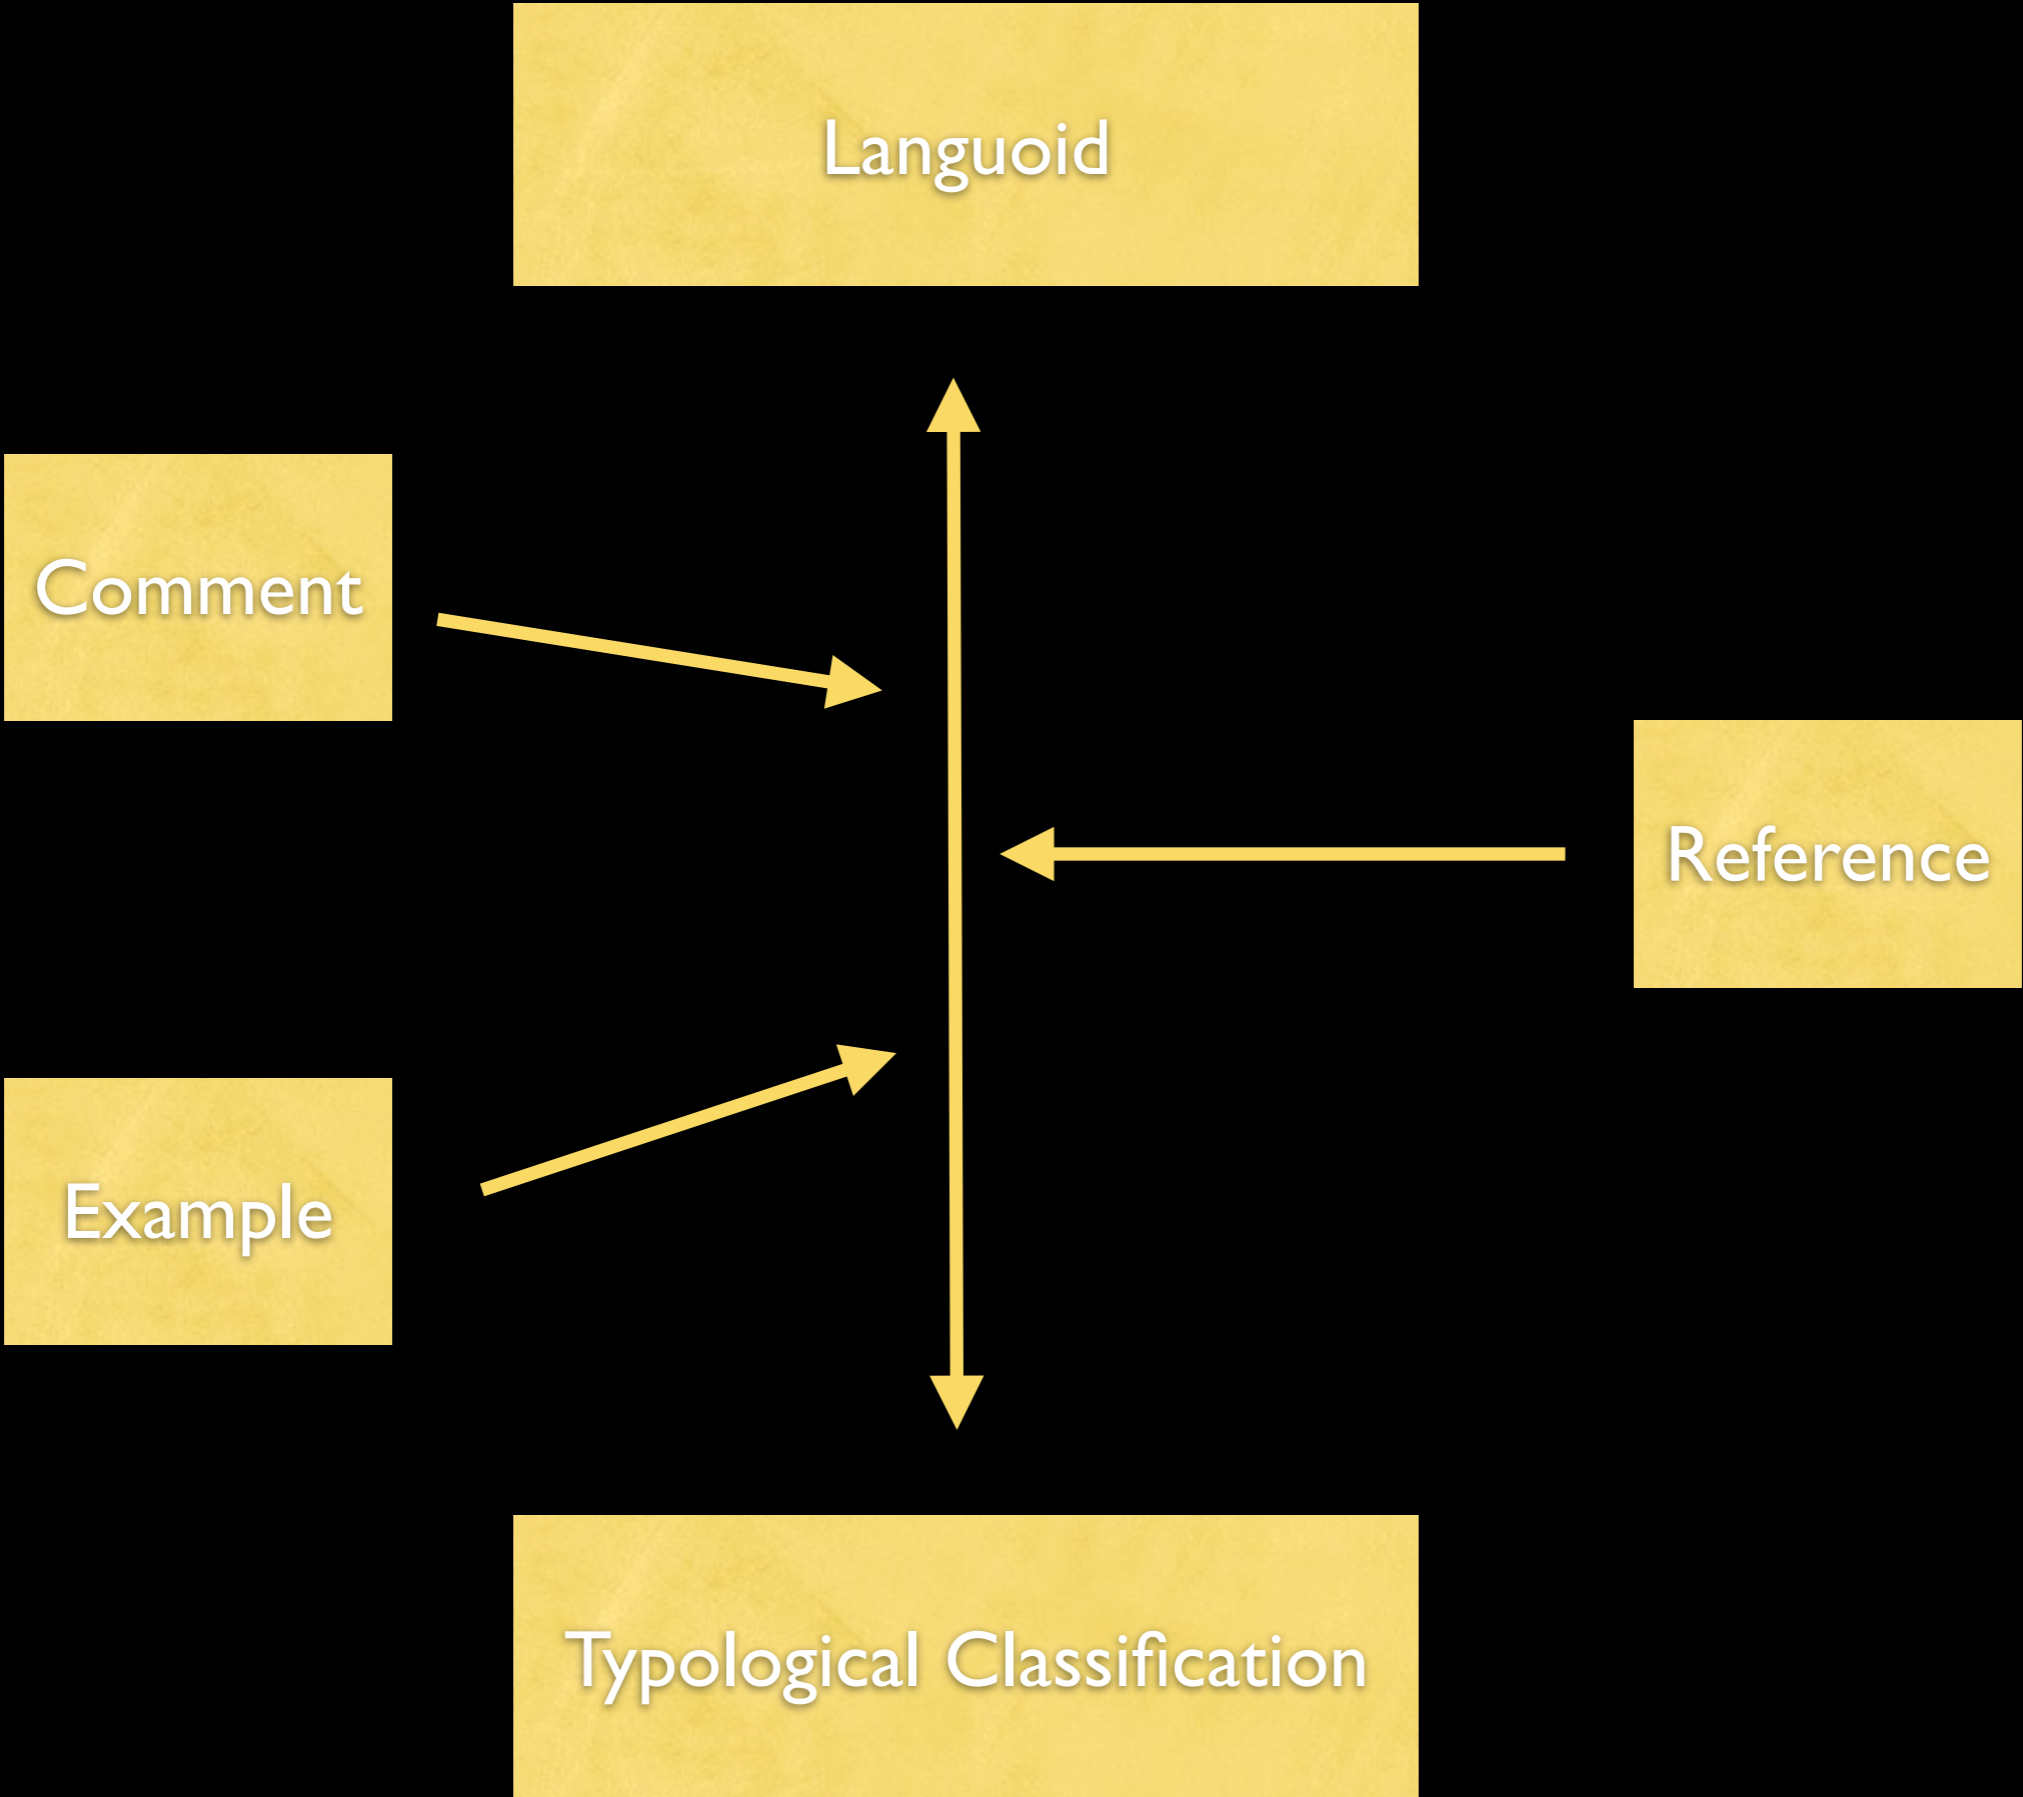 Languoid
Comment
Reference
Example
Typological Classification